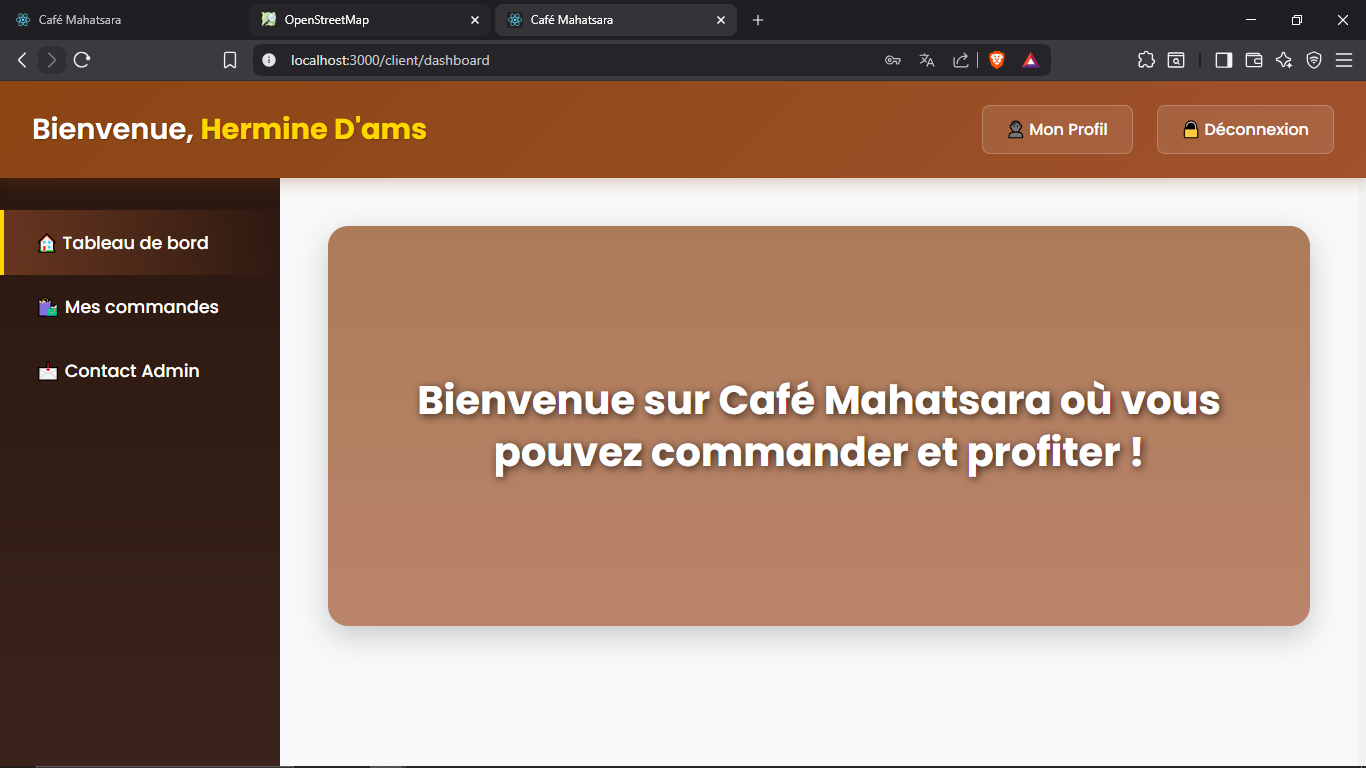 Café Mahatsara
OpenStreetMap
Café Mahatsara
localhost:3000/client/dashboard
Bienvenue, Hermine D'ams
Mon Profil
Déconnexion
Tableau de bord
Mes commandes
Contact Admin
Bienvenue sur Café Mahatsara où vous
pouvez commander et profiter !